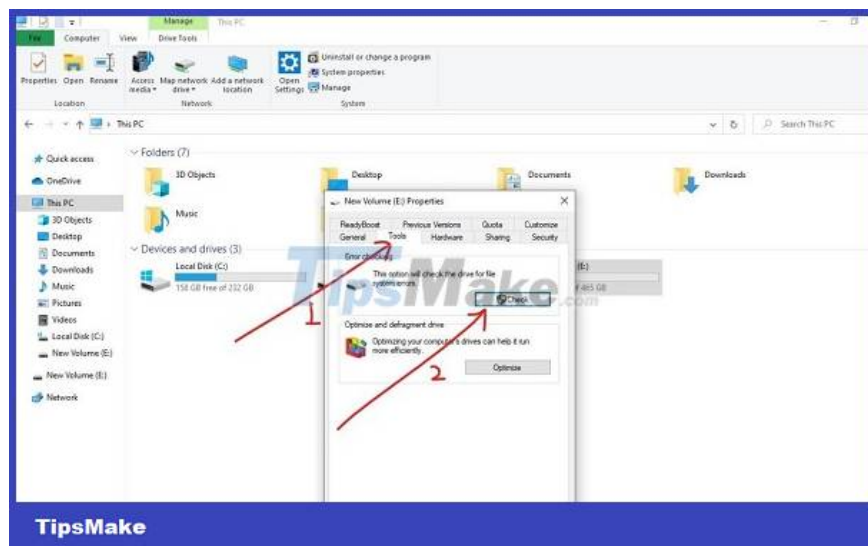 Manage This PC
File Computer View Drive Tools
Properties Open Rename Access media Map network drive Add a network location Open Settings Uninstall or change a program
System properties
Manage
Location Network System
This PC Search This PC
Quick access
OneDrive
This PC
3D Objects
Desktop
Documents
Downloads
Music
Pictures
Videos
Local Disk (C:)
New Volume (E:)
New Volume (E:)
Network
Folders (7)
3D Objects
Desktop
Documents
Downloads
Music
Devices and drives (3)
Local Disk (C:)
158 GB free of 232 GB
(E:)
465 GB
New Volume (E:) Properties
ReadyBoost Previous Versions Quota Customize
General Tools Hardware Sharing Security
Error checking
This option will check the drive for file
system errors.
Check
Optimize and defragment drive
Optimizing your computer's drives can help it run
more efficiently.
Optimize
1
2
TipsMake.com
TipsMake